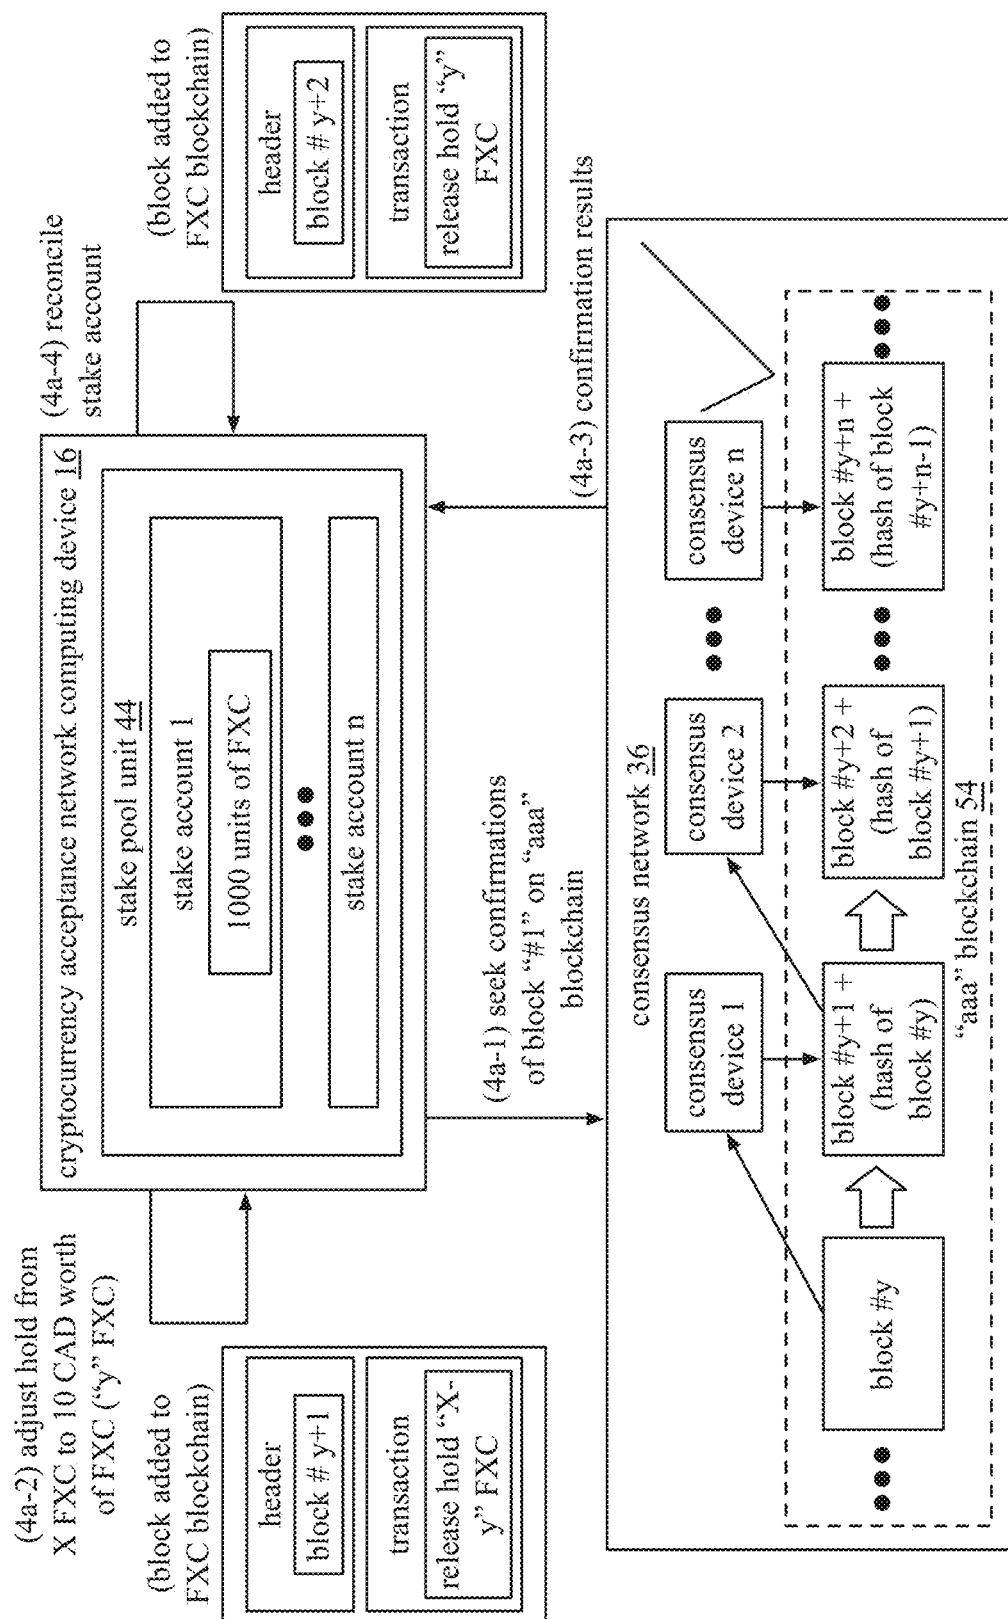 (4a-2) adjust hold from
X FXC to 10 CAD worth
of FXC (“y” FXC)
(block added to
FXC blockchain)
header
block # y+1
transaction
release hold “X-
y” FXC
cryptocurrency acceptance network computing device 16
stake pool unit 44
stake account 1
1000 units of FXC
stake account n
(4a-4) reconcile
stake account
(block added to
FXC blockchain)
header
block # y+2
transaction
release hold “y”
FXC
(4a-1) seek confirmations
of block “#1” on “aaa”
blockchain
(4a-3) confirmation results
consensus network 36
consensus
device 1
consensus
device 2
consensus
device n
block #y
block #y+1 +
(hash of
block #y)
block #y+2 +
(hash of
block #y+1)
block #y+n +
(hash of block
#y+n-1)
“aaa” blockchain 54